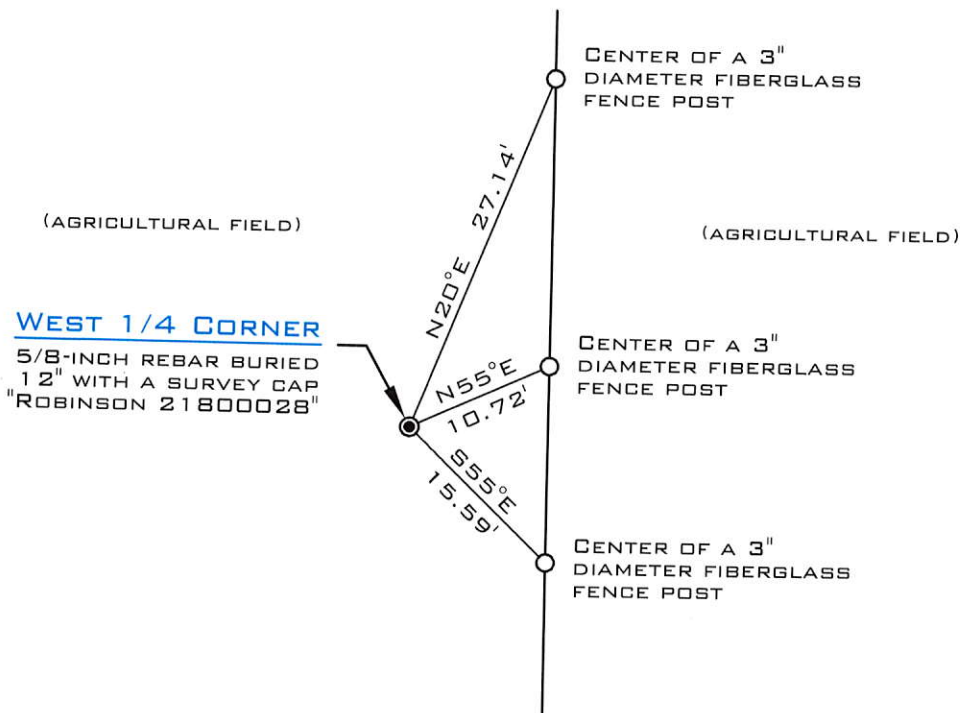 CENTER OF A 3"
DIAMETER FIBERGLASS
FENCE POST
N20°E 27.14'
(AGRICULTURAL FIELD)
(AGRICULTURAL FIELD)
WEST 1/4 CORNER
5/8-INCH REBAR BURIED
12" WITH A SURVEY CAP
"ROBINSON 21800028"
CENTER OF A 3"
DIAMETER FIBERGLASS
FENCE POST
N55°E
10.72'
S55°E
15.59'
CENTER OF A 3"
DIAMETER FIBERGLASS
FENCE POST